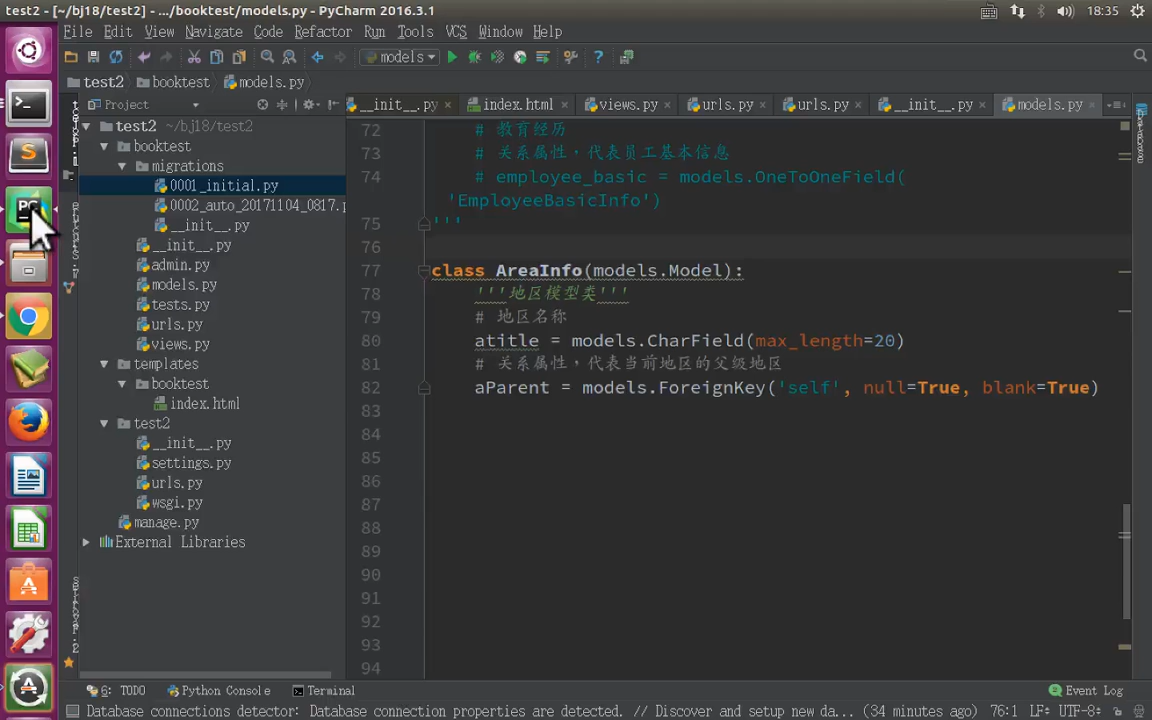 test2 - [~/bj18/test2] - .../booktest/models.py - PyCharm 2016.3.1
18:35
File Edit View Navigate Code Refactor Run Tools VCS Window Help
models
test2 booktest models.py
Project
__init__.py index.html views.py urls.py urls.py __init__.py models.py
test2 ~/bj18/test2
booktest
migrations
0001_initial.py
0002_auto_20171104_0817.p
__init__.py
__init__.py
admin.py
models.py
tests.py
urls.py
views.py
templates
booktest
index.html
test2
__init__.py
settings.py
urls.py
wsgi.py
manage.py
External Libraries
72 # 教育经历
73 # 关系属性，代表员工基本信息
74 # employee_basic = models.OneToOneField(
'EmployeeBasicInfo')
75 '''
76
77 class AreaInfo(models.Model):
78 '''地区模型类'''
79 # 地区名称
80 atitle = models.CharField(max_length=20)
81 # 关系属性，代表当前地区的父级地区
82 aParent = models.ForeignKey('self', null=True, blank=True)
83
84
85
86
87
88
89
90
91
92
93
94
6: TODO Python Console Terminal Event Log
Database connections detector: Database connection properties are detected. // Discover and setup new da... (34 minutes ago) 76:1 LF÷ UTF-8÷